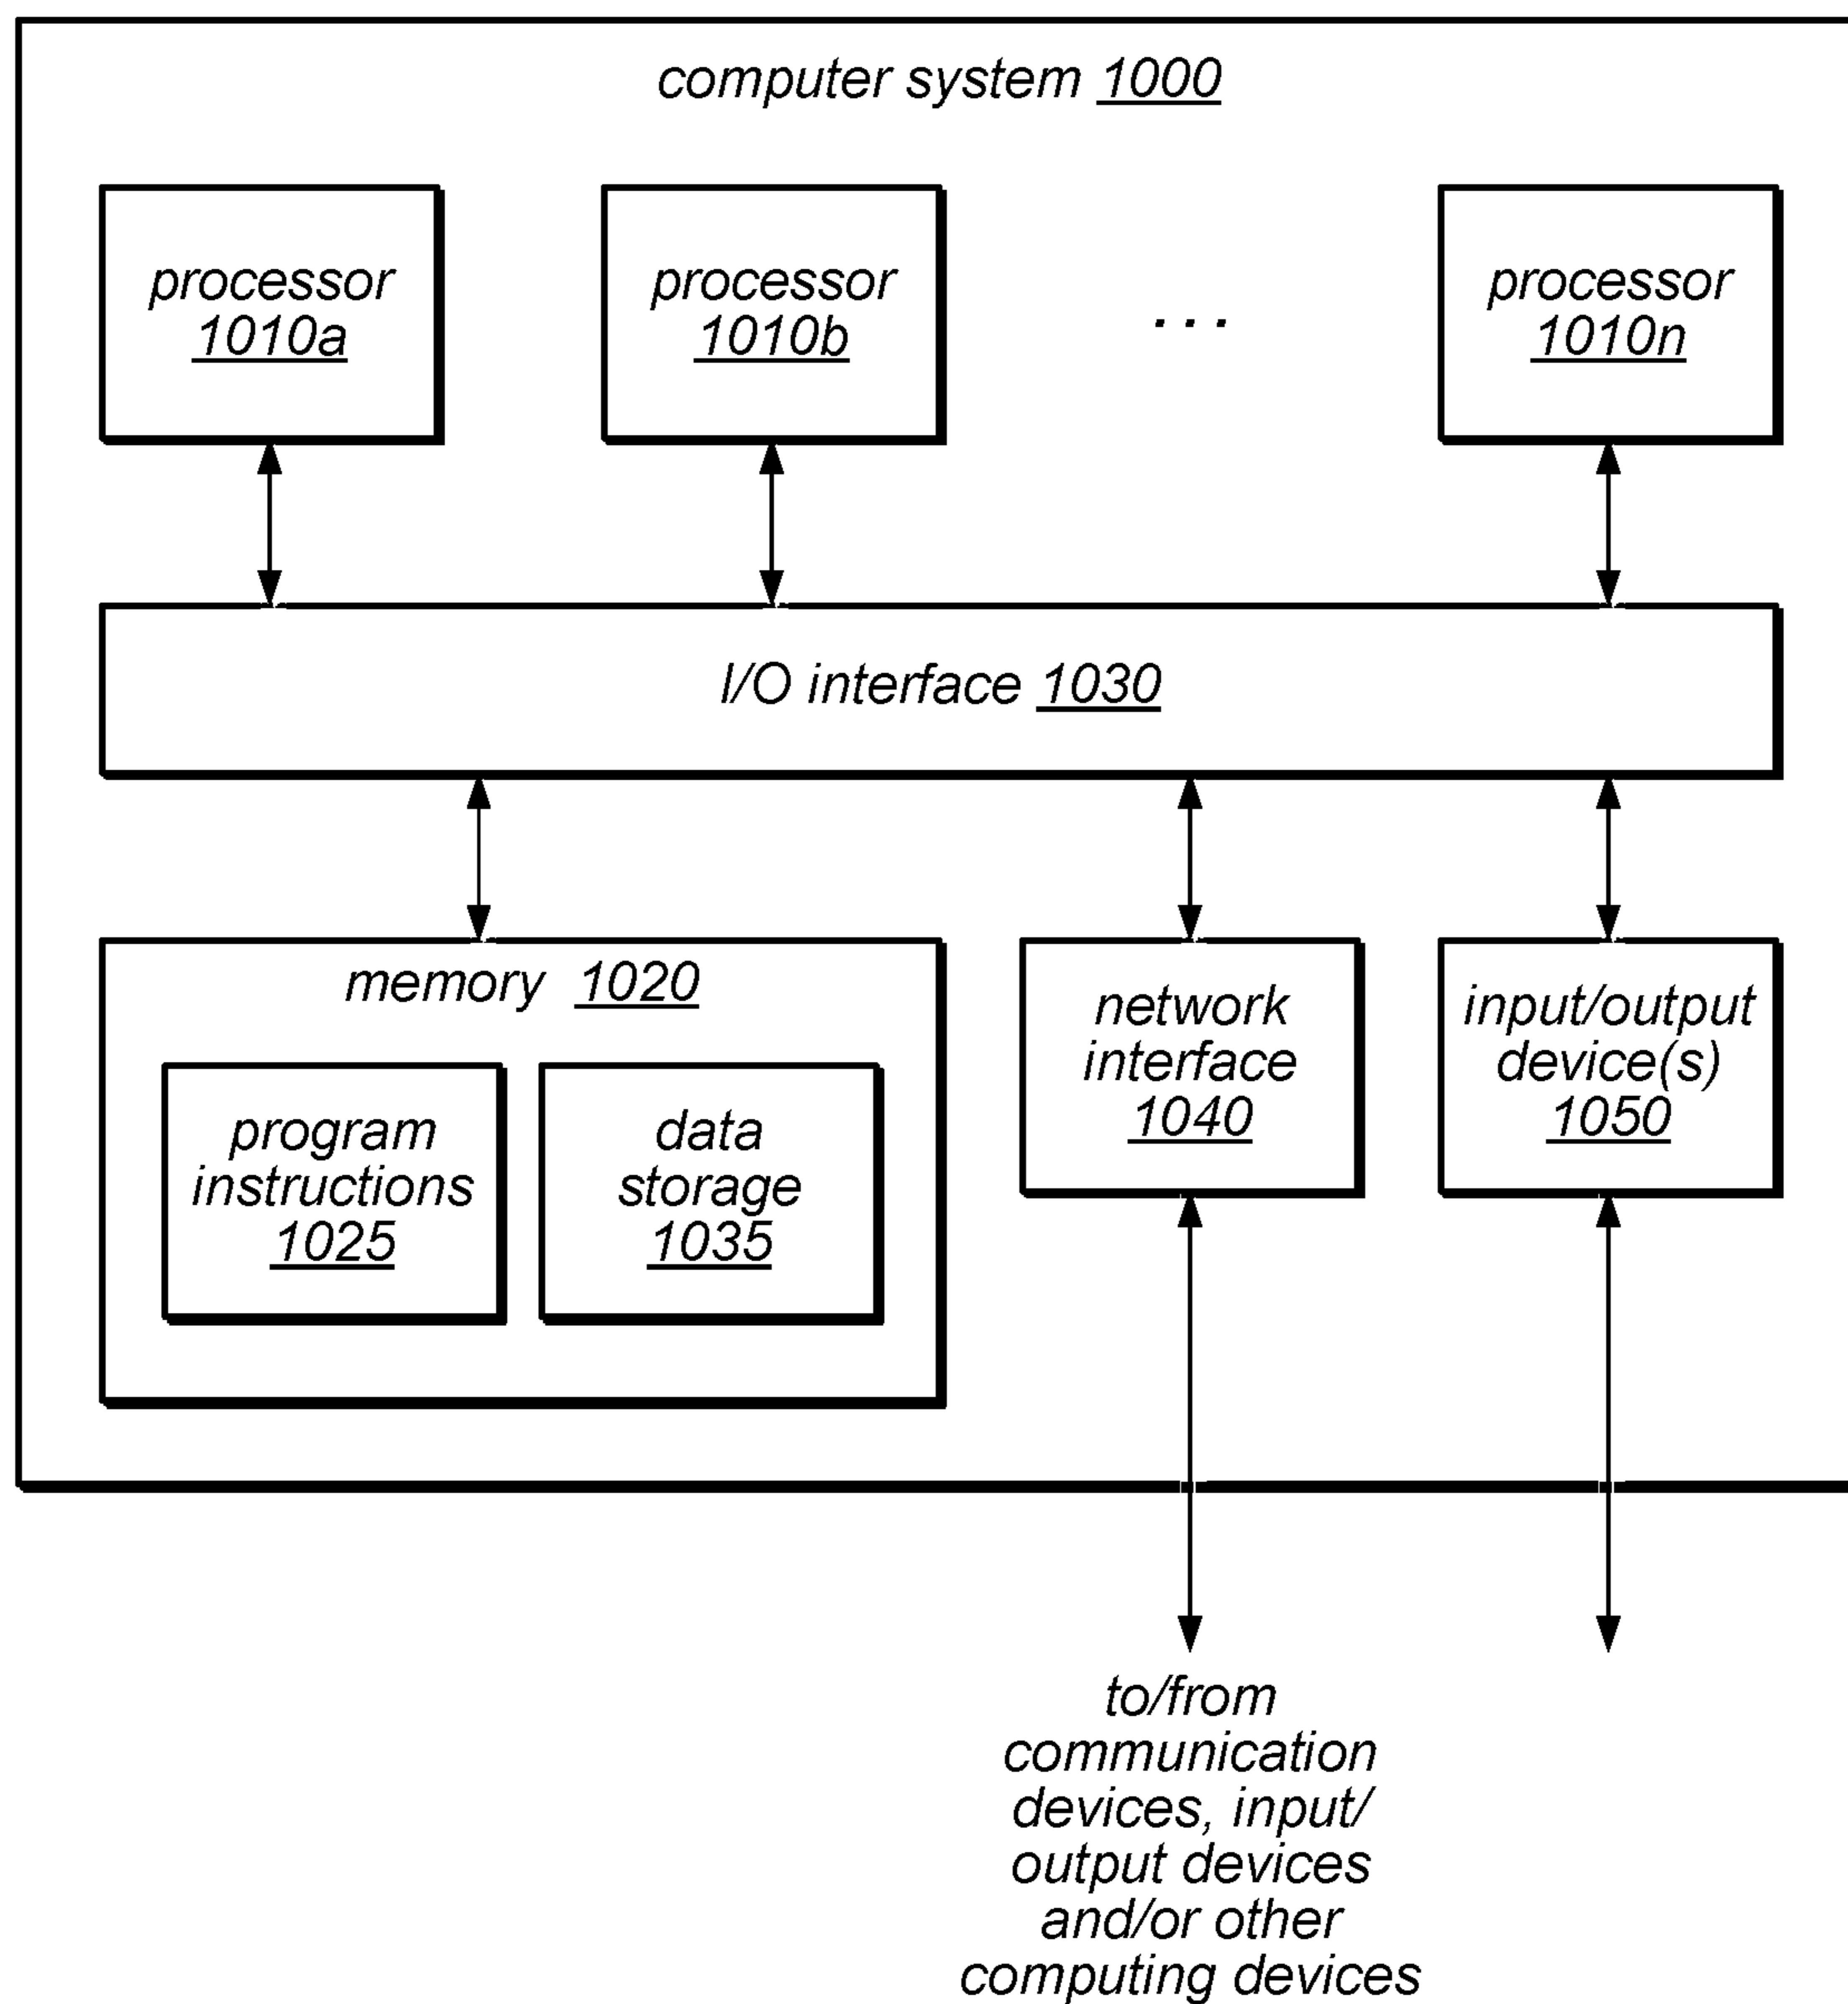 computer system 1000
processor
1010a
processor
1010b
. . .
processor
1010n
I/O interface 1030
memory 1020
program
instructions
1025
data
storage
1035
network
interface
1040
input/output
device(s)
1050
to/from
communication
devices, input/
output devices
and/or other
computing devices